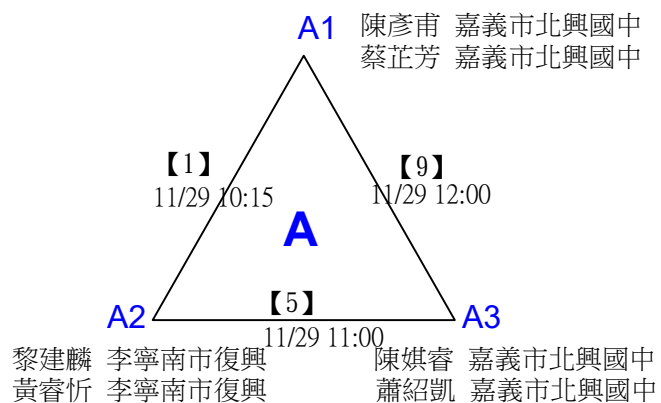 A1
陳彥甫 嘉義市北興國中
蔡芷芳 嘉義市北興國中
【1】
11/29 10:15
【9】
11/29 12:00
A
【5】
11/29 11:00
A2
A3
黎建麟 李寧南市復興
黃睿忻 李寧南市復興
陳娸睿 嘉義市北興國中
蕭紹凱 嘉義市北興國中